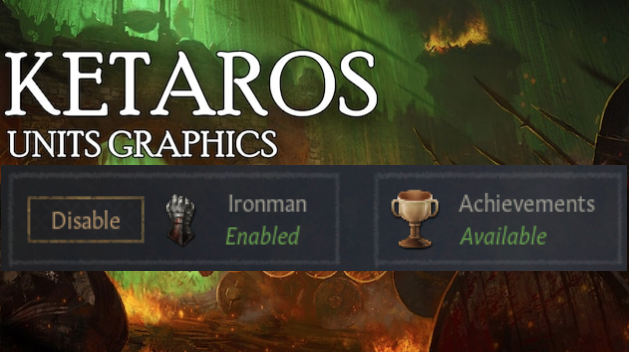 KETAROS
UNITS GRAPHICS
Disable
Ironman
Enabled
Achievements
Available